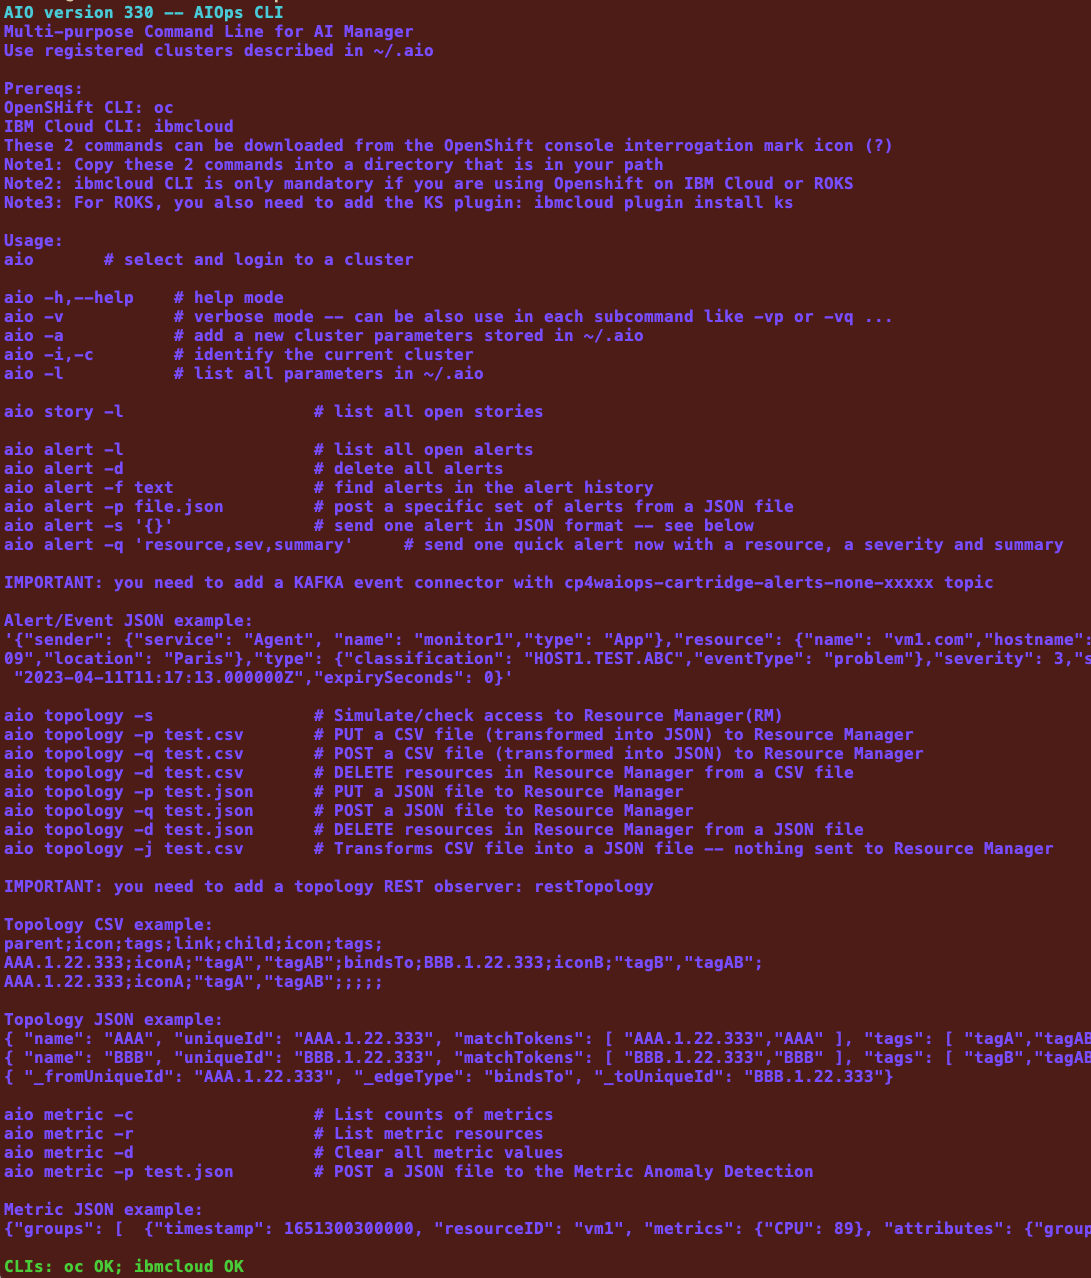 AIO version 330 -- AIOps CLI
Multi-purpose Command Line for AI Manager
Use registered clusters described in ~/.aio
Prereqs:
OpenSHift CLI: oc
IBM Cloud CLI: ibmcloud
These 2 commands can be downloaded from the OpenShift console interrogation mark icon (?)
Note1: Copy these 2 commands into a directory that is in your path
Note2: ibmcloud CLI is only mandatory if you are using Openshift on IBM Cloud or ROKS
Note3: For ROKS, you also need to add the KS plugin: ibmcloud plugin install ks
Usage:
aio       # select and login to a cluster
aio -h,--help    # help mode
aio -v           # verbose mode -- can be also use in each subcommand like -vp or -vq ...
aio -a           # add a new cluster parameters stored in ~/.aio
aio -i,-c        # identify the current cluster
aio -l           # list all parameters in ~/.aio
aio story -l                   # list all open stories
aio alert -l                   # list all open alerts
aio alert -d                   # delete all alerts
aio alert -f text              # find alerts in the alert history
aio alert -p file.json         # post a specific set of alerts from a JSON file
aio alert -s '{}'              # send one alert in JSON format -- see below
aio alert -q 'resource,sev,summary'     # send one quick alert now with a resource, a severity and summary
IMPORTANT: you need to add a KAFKA event connector with cp4waiops-cartridge-alerts-none-xxxxx topic
Alert/Event JSON example:
'{"sender": {"service": "Agent", "name": "monitor1","type": "App"},"resource": {"name": "vm1.com","hostname":
09","location": "Paris"},"type": {"classification": "HOST1.TEST.ABC","eventType": "problem"},"severity": 3,"s
 "2023-04-11T11:17:13.000000Z","expirySeconds": 0}'
aio topology -s                # Simulate/check access to Resource Manager(RM)
aio topology -p test.csv       # PUT a CSV file (transformed into JSON) to Resource Manager
aio topology -q test.csv       # POST a CSV file (transformed into JSON) to Resource Manager
aio topology -d test.csv       # DELETE resources in Resource Manager from a CSV file
aio topology -p test.json      # PUT a JSON file to Resource Manager
aio topology -q test.json      # POST a JSON file to Resource Manager
aio topology -d test.json      # DELETE resources in Resource Manager from a JSON file
aio topology -j test.csv       # Transforms CSV file into a JSON file -- nothing sent to Resource Manager
IMPORTANT: you need to add a topology REST observer: restTopology
Topology CSV example:
parent;icon;tags;link;child;icon;tags;
AAA.1.22.333;iconA;"tagA","tagAB";bindsTo;BBB.1.22.333;iconB;"tagB","tagAB";
AAA.1.22.333;iconA;"tagA","tagAB";;;;;
Topology JSON example:
{ "name": "AAA", "uniqueId": "AAA.1.22.333", "matchTokens": [ "AAA.1.22.333","AAA" ], "tags": [ "tagA","tagAB
{ "name": "BBB", "uniqueId": "BBB.1.22.333", "matchTokens": [ "BBB.1.22.333","BBB" ], "tags": [ "tagB","tagAB
{ "_fromUniqueId": "AAA.1.22.333", "_edgeType": "bindsTo", "_toUniqueId": "BBB.1.22.333"}
aio metric -c                  # List counts of metrics
aio metric -r                  # List metric resources
aio metric -d                  # Clear all metric values
aio metric -p test.json        # POST a JSON file to the Metric Anomaly Detection
Metric JSON example:
{"groups": [  {"timestamp": 1651300300000, "resourceID": "vm1", "metrics": {"CPU": 89}, "attributes": {"group
CLIs: oc OK; ibmcloud OK